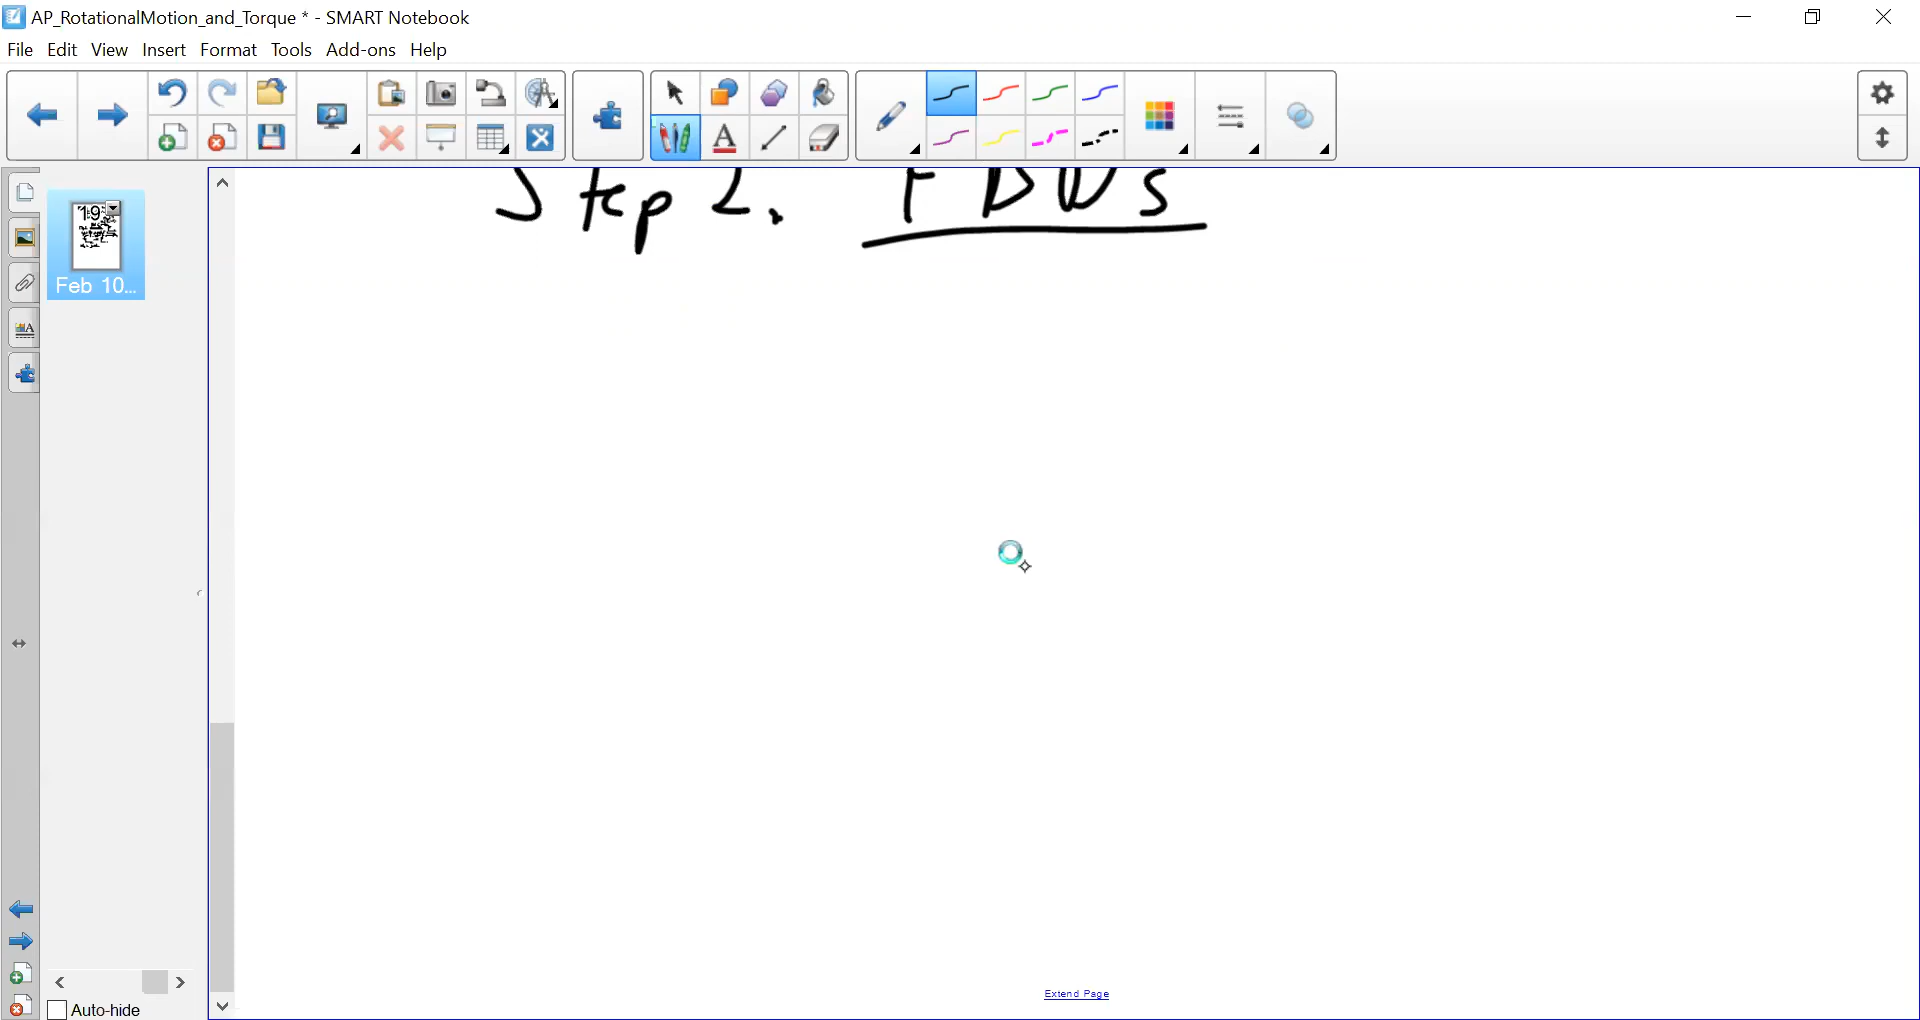 AP_RotationalMotion_and_Torque * - SMART Notebook
File Edit View Insert Format Tools Add-ons Help
Step 2.
Feb 10...
Extend Page
Auto-hide